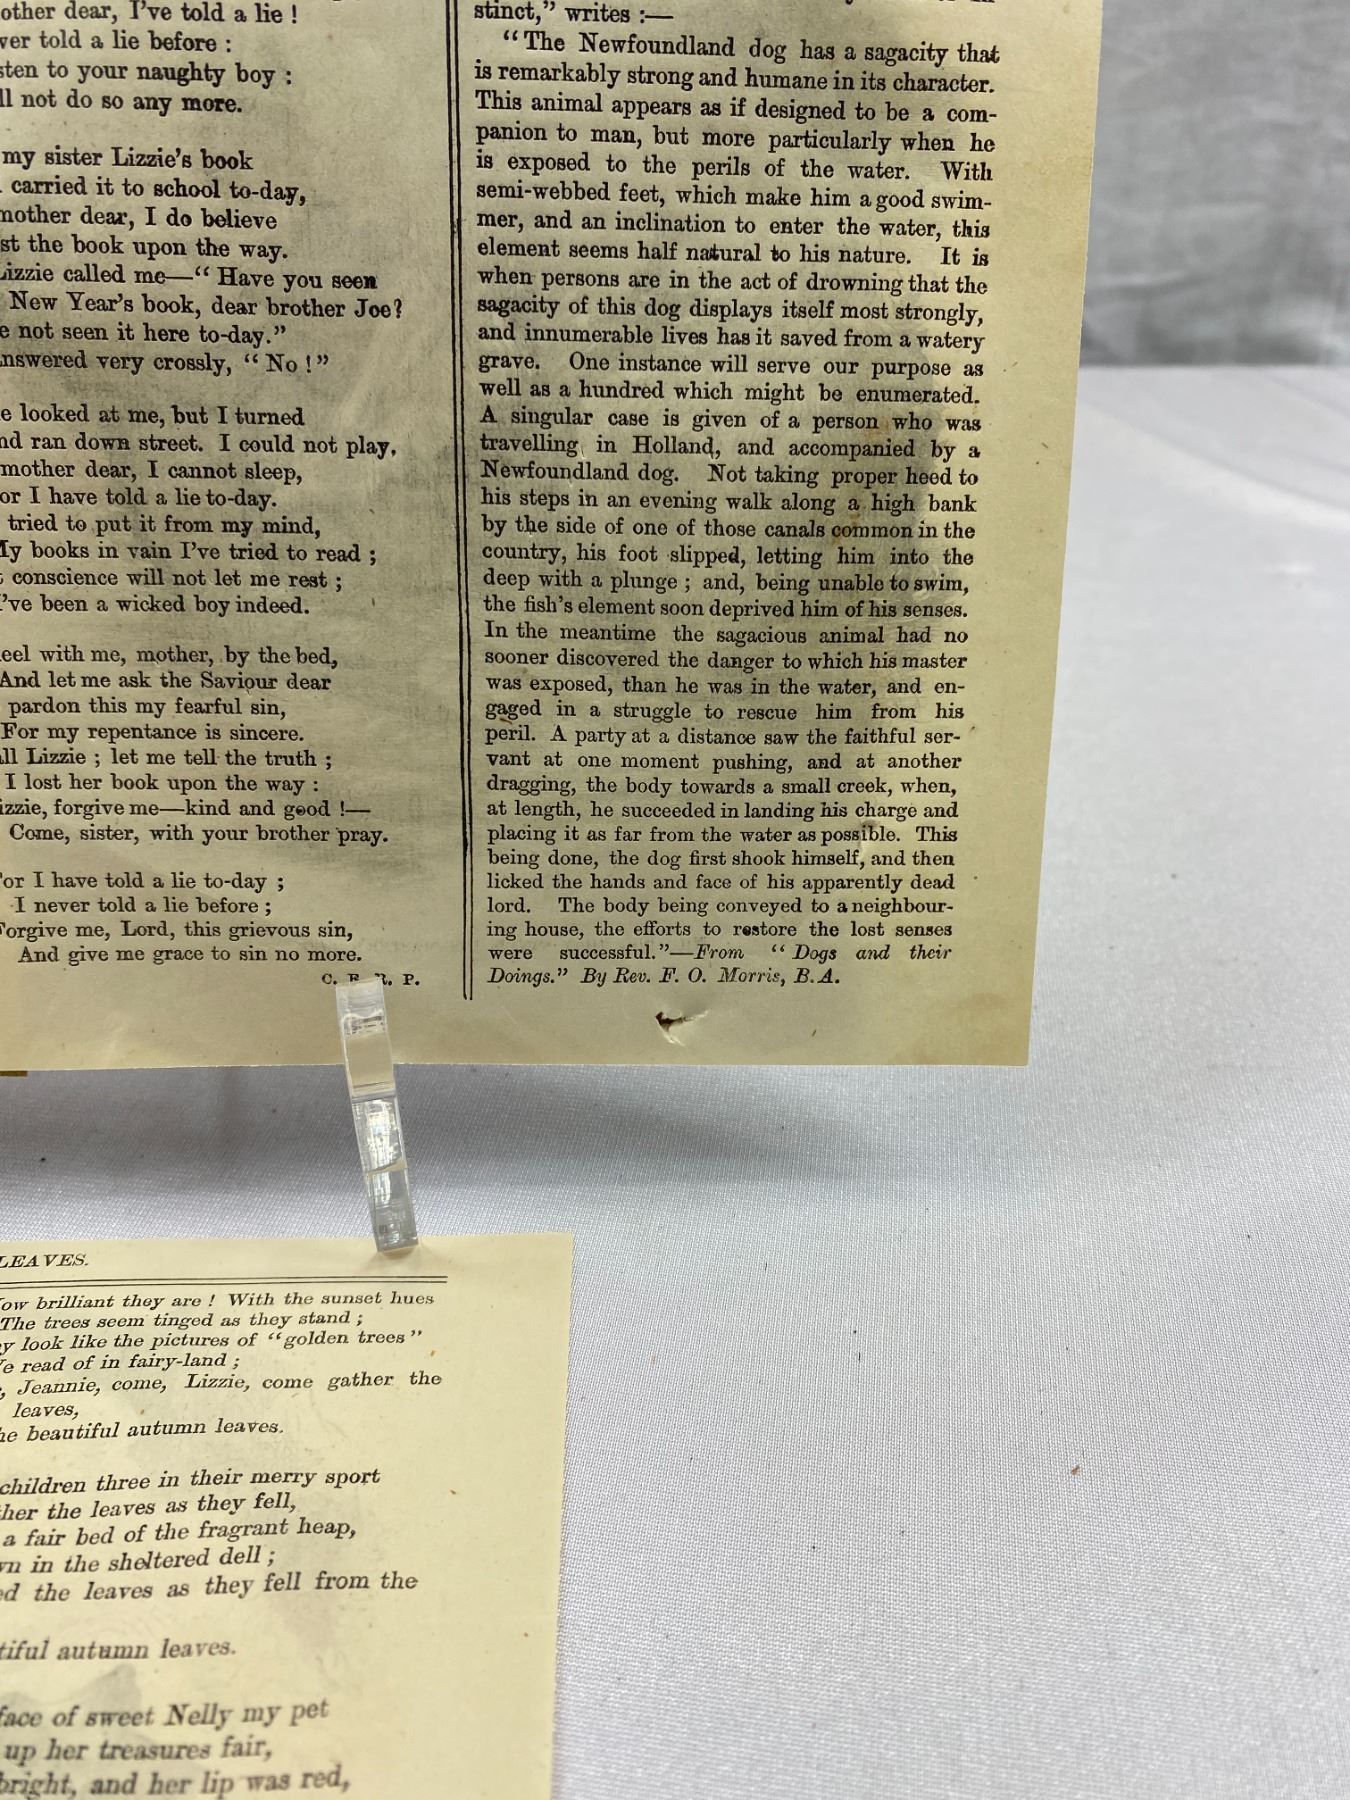 other dear, I've told a lie !
ver told a lie before :
sten to your naughty boy :
ll not do so any more.
my sister Lizzie's book
carried it to school to-day,
mother dear, I do believe
st the book upon the way.
Lizzie called me—“ Have you seen
New Year's book, dear brother Joe?
e not seen it here to-day.”
answered very crossly, “ No ! ”
e looked at me, but I turned
nd ran down street. I could not play,
mother dear, I cannot sleep,
or I have told a lie to-day.
tried to put it from my mind,
My books in vain I've tried to read ;
t conscience will not let me rest ;
I've been a wicked boy indeed.
eel with me, mother, by the bed,
And let me ask the Saviour dear
pardon this my fearful sin,
For my repentance is sincere.
all Lizzie ; let me tell the truth ;
I lost her book upon the way :
izzie, forgive me—kind and good !—
Come, sister, with your brother pray.
For I have told a lie to-day ;
I never told a lie before ;
Forgive me, Lord, this grievous sin,
And give me grace to sin no more.
C. E. R. P.
stinct,” writes :—
“ The Newfoundland dog has a sagacity that
is remarkably strong and humane in its character.
This animal appears as if designed to be a com-
panion to man, but more particularly when he
is exposed to the perils of the water. With
semi-webbed feet, which make him a good swim-
mer, and an inclination to enter the water, this
element seems half natural to his nature. It is
when persons are in the act of drowning that the
sagacity of this dog displays itself most strongly,
and innumerable lives has it saved from a watery
grave. One instance will serve our purpose as
well as a hundred which might be enumerated.
A singular case is given of a person who was
travelling in Holland, and accompanied by a
Newfoundland dog. Not taking proper heed to
his steps in an evening walk along a high bank
by the side of one of those canals common in the
country, his foot slipped, letting him into the
deep with a plunge ; and, being unable to swim,
the fish's element soon deprived him of his senses.
In the meantime the sagacious animal had no
sooner discovered the danger to which his master
was exposed, than he was in the water, and en-
gaged in a struggle to rescue him from his
peril. A party at a distance saw the faithful ser-
vant at one moment pushing, and at another
dragging, the body towards a small creek, when,
at length, he succeeded in landing his charge and
placing it as far from the water as possible. This
being done, the dog first shook himself, and then
licked the hands and face of his apparently dead
lord. The body being conveyed to a neighbour-
ing house, the efforts to restore the lost senses
were successful.”—From “ Dogs and their
Doings.” By Rev. F. O. Morris, B.A.
LEAVES.
How brilliant they are ! With the sunset hues
The trees seem tinged as they stand ;
ey look like the pictures of “golden trees”
We read of in fairy-land ;
Jeannie, come, Lizzie, come gather the
leaves,
he beautiful autumn leaves.
children three in their merry sport
ther the leaves as they fell,
a fair bed of the fragrant heap,
wn in the sheltered dell ;
ed the leaves as they fell from the
tiful autumn leaves.
face of sweet Nelly my pet
up her treasures fair,
bright, and her lip was red,